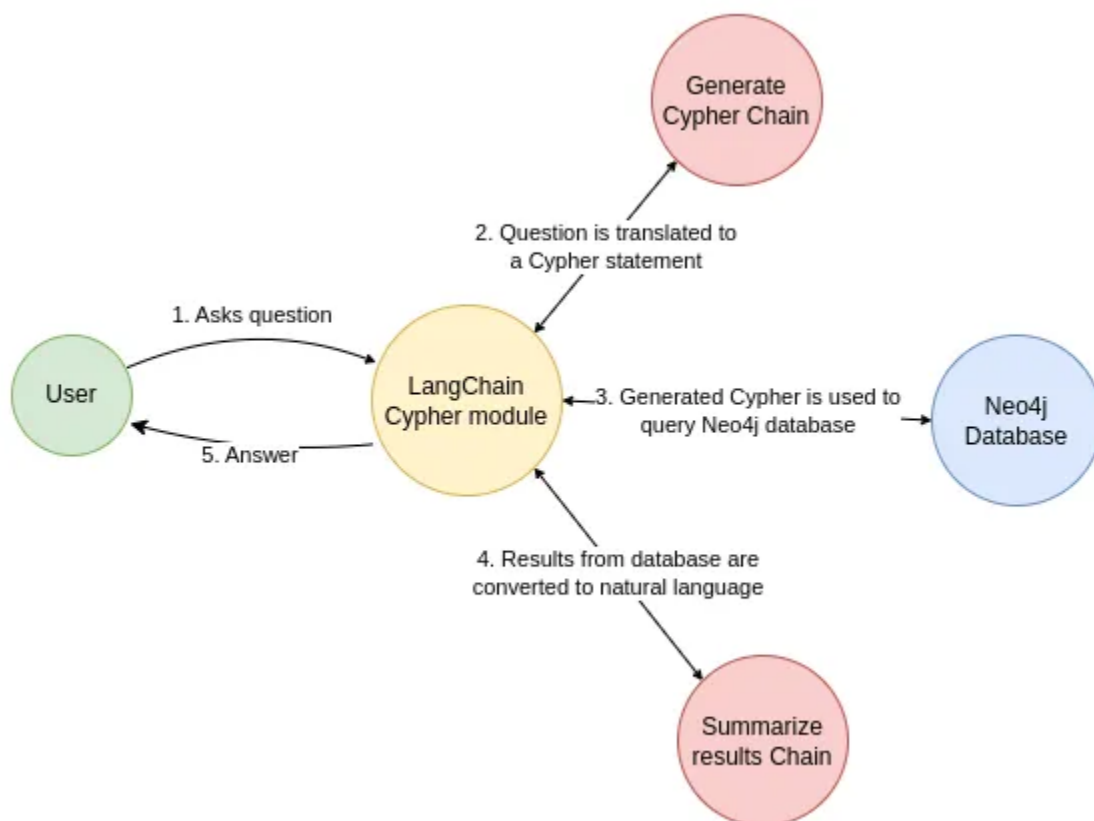 Generate
Cypher Chain
2. Question is translated to
a Cypher statement
1. Asks question
User
LangChain
Cypher module
3. Generated Cypher is used to
query Neo4j database
Neo4j
Database
5. Answer
4. Results from database are
converted to natural language
Summarize
results Chain